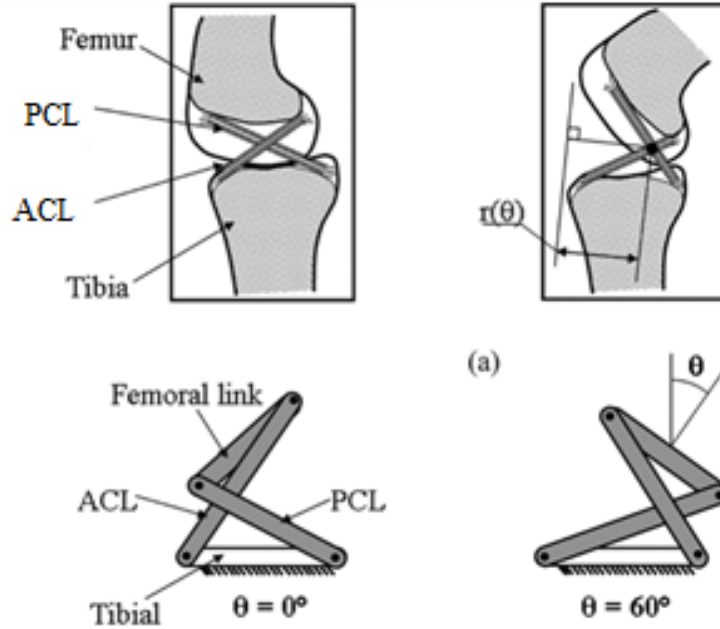 Femur
PCL
ACL
Tibia
r(θ)
(a)
θ
Femoral link
ACL
PCL
Tibial
θ = 0°
θ = 60°